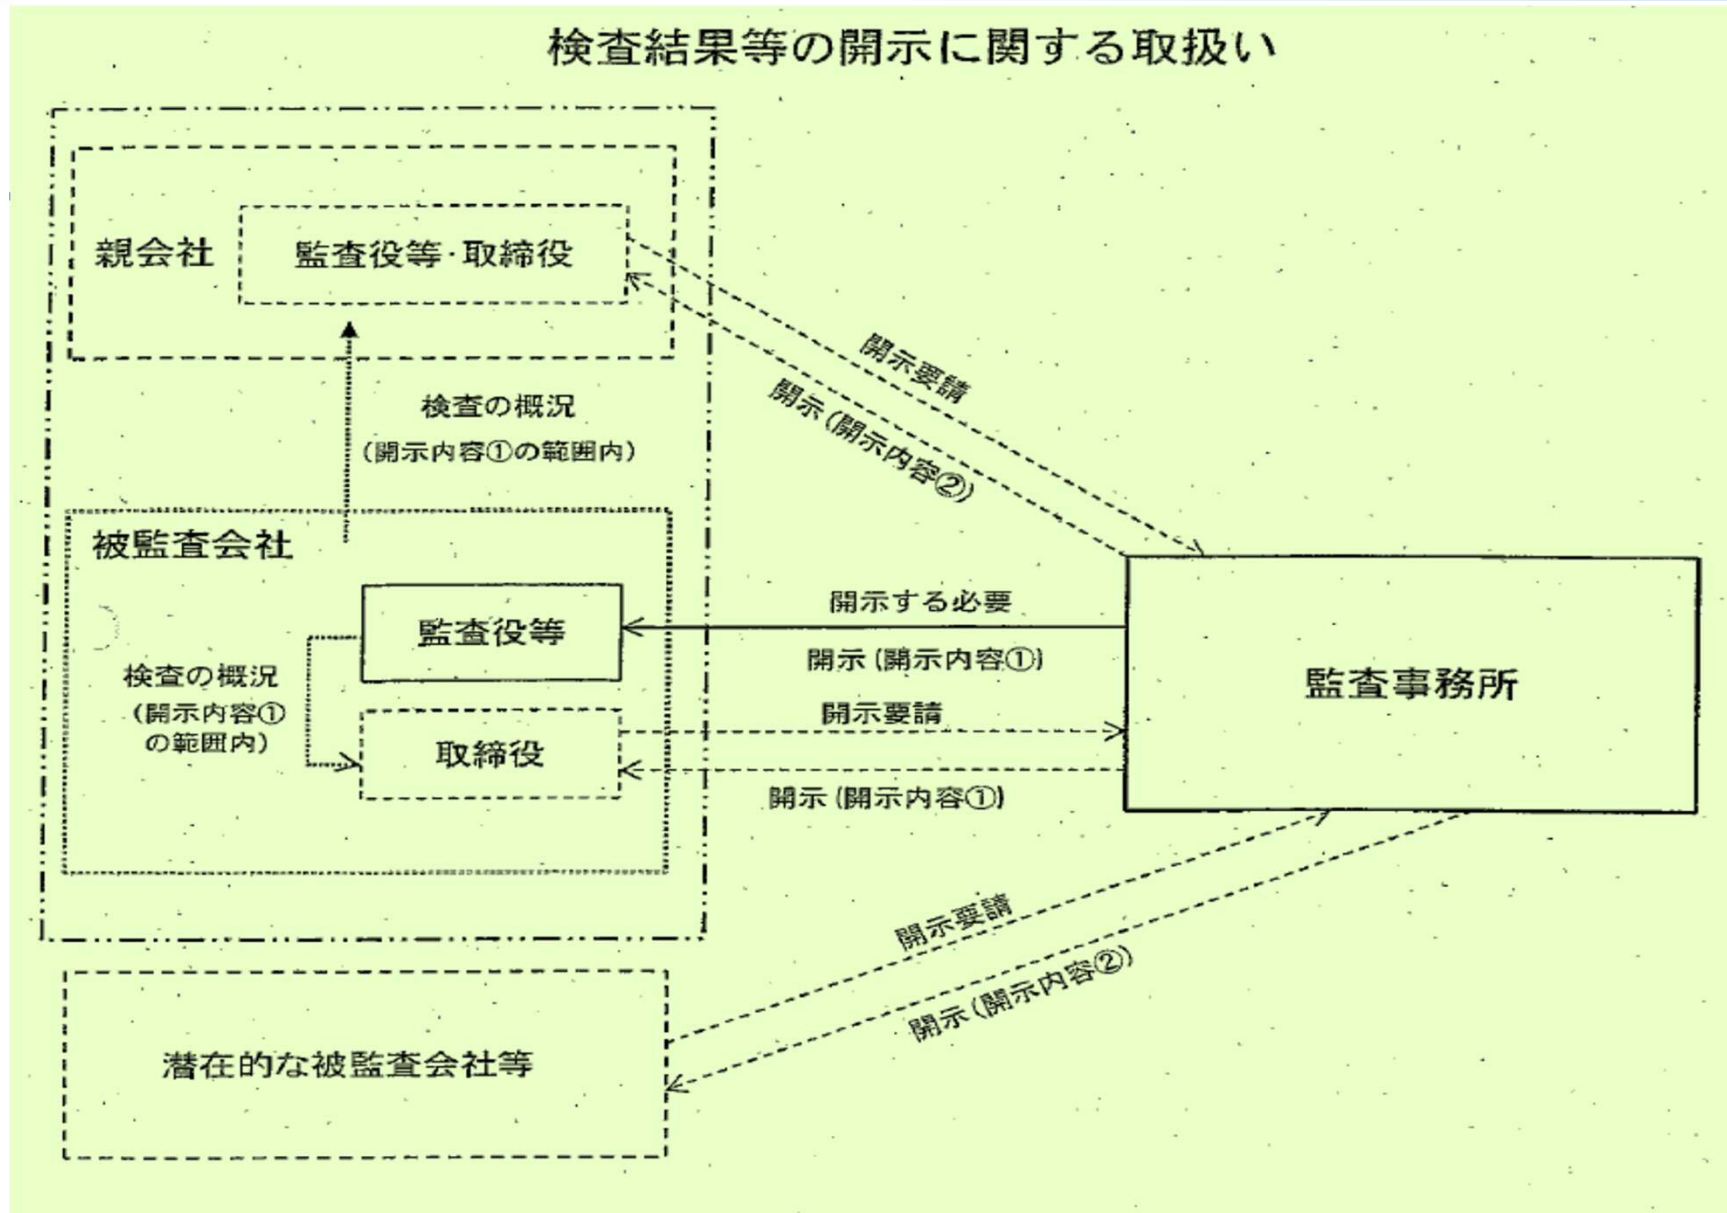 検査結果等の開示に関する取扱い
親会社
監査役等・取締役
開示要請
開示(開示内容②)
検査の概況
(開示内容①の範囲内)
被監査会社
監査役等
検査の概況
(開示内容①
の範囲内)
取締役
開示する必要
開示(開示内容①)
開示要請
開示(開示内容①)
監査事務所
開示要請
開示(開示内容②)
潜在的な被監査会社等